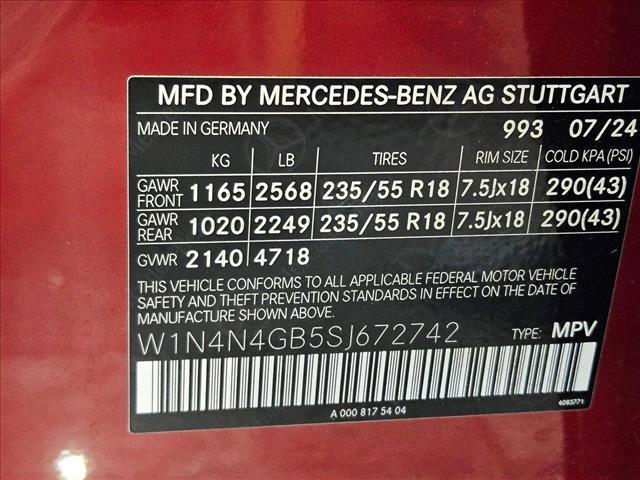 MFD BY MERCEDES-BENZ AG STUTTGART
MADE IN GERMANY 993 07/24
KG LB TIRES RIM SIZE COLD KPA (PSI)
GAWR FRONT 1165 2568 235/55 R18 7.5Jx18 290(43)
GAWR REAR 1020 2249 235/55 R18 7.5Jx18 290(43)
GVWR 2140 4718
THIS VEHICLE CONFORMS TO ALL APPLICABLE FEDERAL MOTOR VEHICLE
SAFETY AND THEFT PREVENTION STANDARDS IN EFFECT ON THE DATE OF
MANUFACTURE SHOWN ABOVE.
W1N4N4GB5SJ672742 TYPE: MPV
A 000 817 54 04